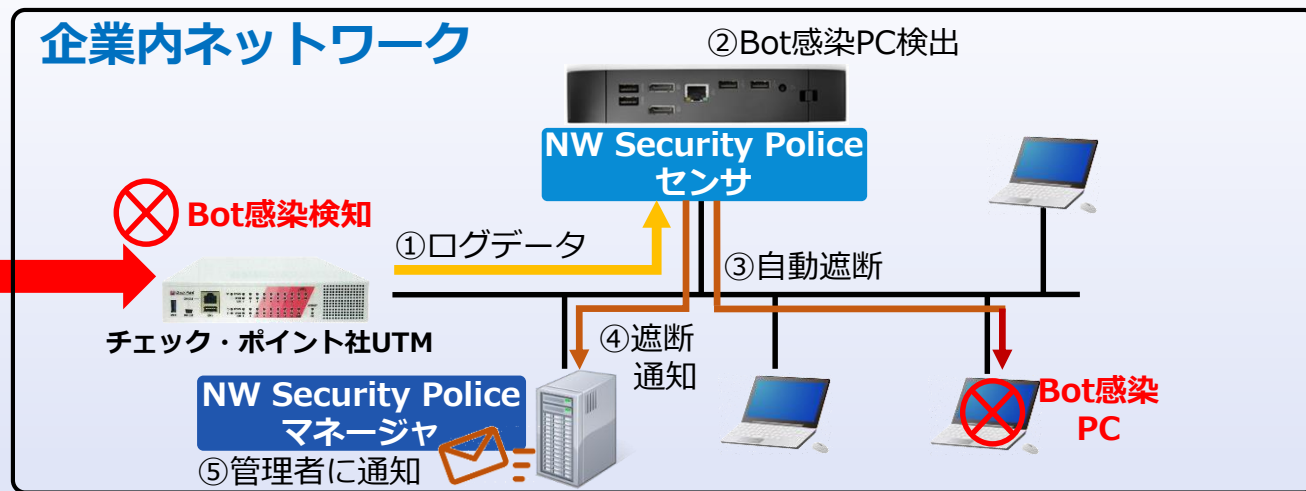 企業内ネットワーク
②Bot感染PC検出
NW Security Police
センサ
Bot感染検知
①ログデータ
③自動遮断
チェック・ポイント社UTM
④遮断
通知
NW Security Police
マネージャ
⑤管理者に通知
Bot感染
PC